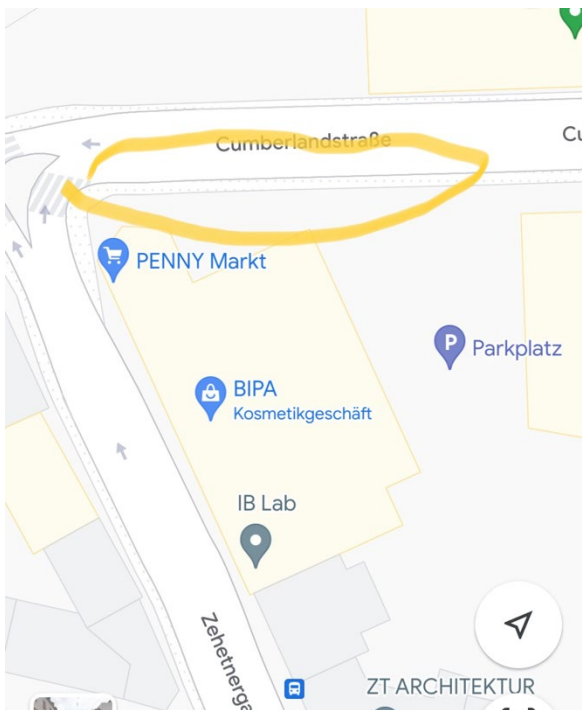 Cumberlandstraße
Cu
PENNY Markt
P
Parkplatz
BIPA
Kosmetikgeschäft
IB Lab
Zehetnerga
ZT ARCHITEKTUR